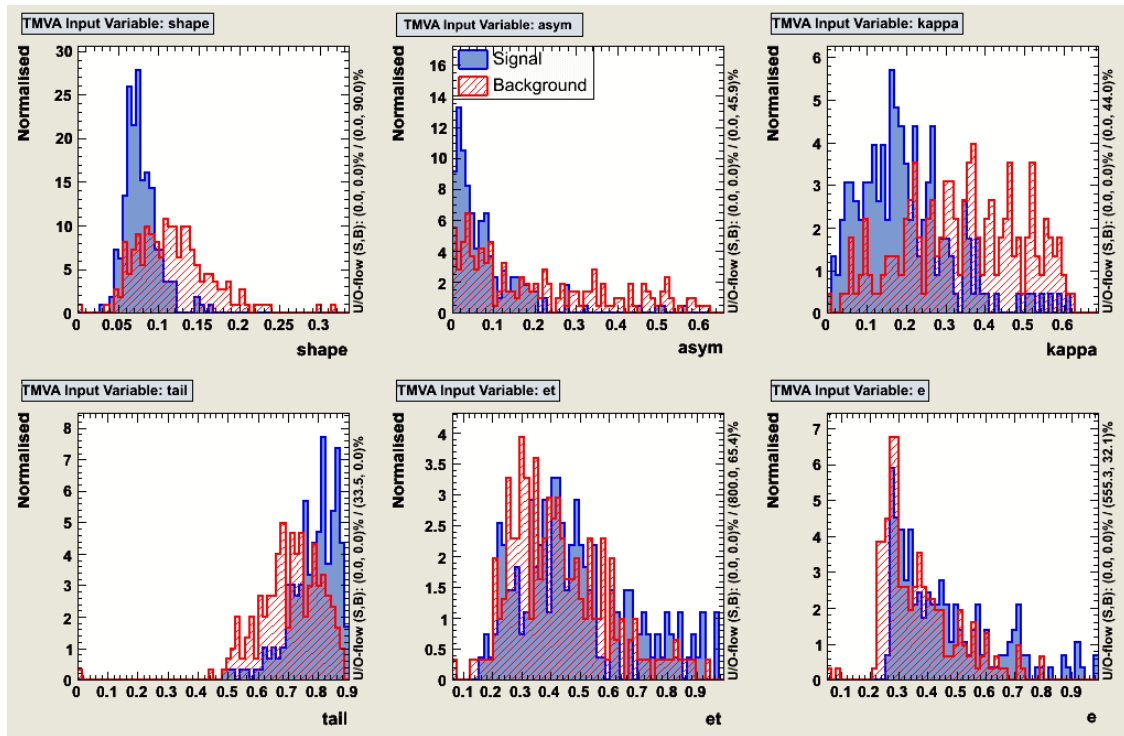 TMVA Input Variable: shape
Normalised
30
25
20
15
10
5
0
0 0.05 0.1 0.15 0.2 0.25 0.3
shape
U/O-flow (S,B): (0.0, 0.0)% / (0.0, 90.0)%
TMVA Input Variable: asym
Normalised
Signal
Background
16
14
12
10
8
6
4
2
0
0 0.1 0.2 0.3 0.4 0.5 0.6
asym
U/O-flow (S,B): (0.0, 0.0)% / (0.0, 45.9)%
TMVA Input Variable: kappa
Normalised
6
5
4
3
2
1
0
0 0.1 0.2 0.3 0.4 0.5 0.6
kappa
U/O-flow (S,B): (0.0, 0.0)% / (0.0, 44.0)%
TMVA Input Variable: tail
Normalised
8
7
6
5
4
3
2
1
0
0 0.1 0.2 0.3 0.4 0.5 0.6 0.7 0.8 0.9
tail
U/O-flow (S,B): (0.0, 0.0)% / (33.5, 0.0)%
TMVA Input Variable: et
Normalised
4
3.5
3
2.5
2
1.5
1
0.5
0
0.1 0.2 0.3 0.4 0.5 0.6 0.7 0.8 0.9
et
U/O-flow (S,B): (0.0, 0.0)% / (800.0, 65.4)%
TMVA Input Variable: e
Normalised
7
6
5
4
3
2
1
0
0.1 0.2 0.3 0.4 0.5 0.6 0.7 0.8 0.9
e
U/O-flow (S,B): (0.0, 0.0)% / (555.3, 32.1)%